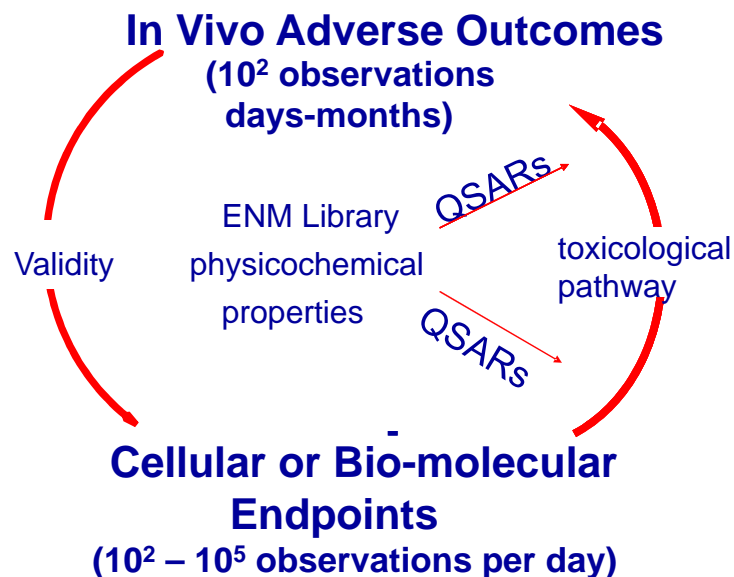 In Vivo Adverse Outcomes
(10² observations
days-months)
QSARs
ENM Library
physicochemical
properties
Validity
toxicological
pathway
QSARs
-
Cellular or Bio-molecular
Endpoints
(10² – 10⁵ observations per day)